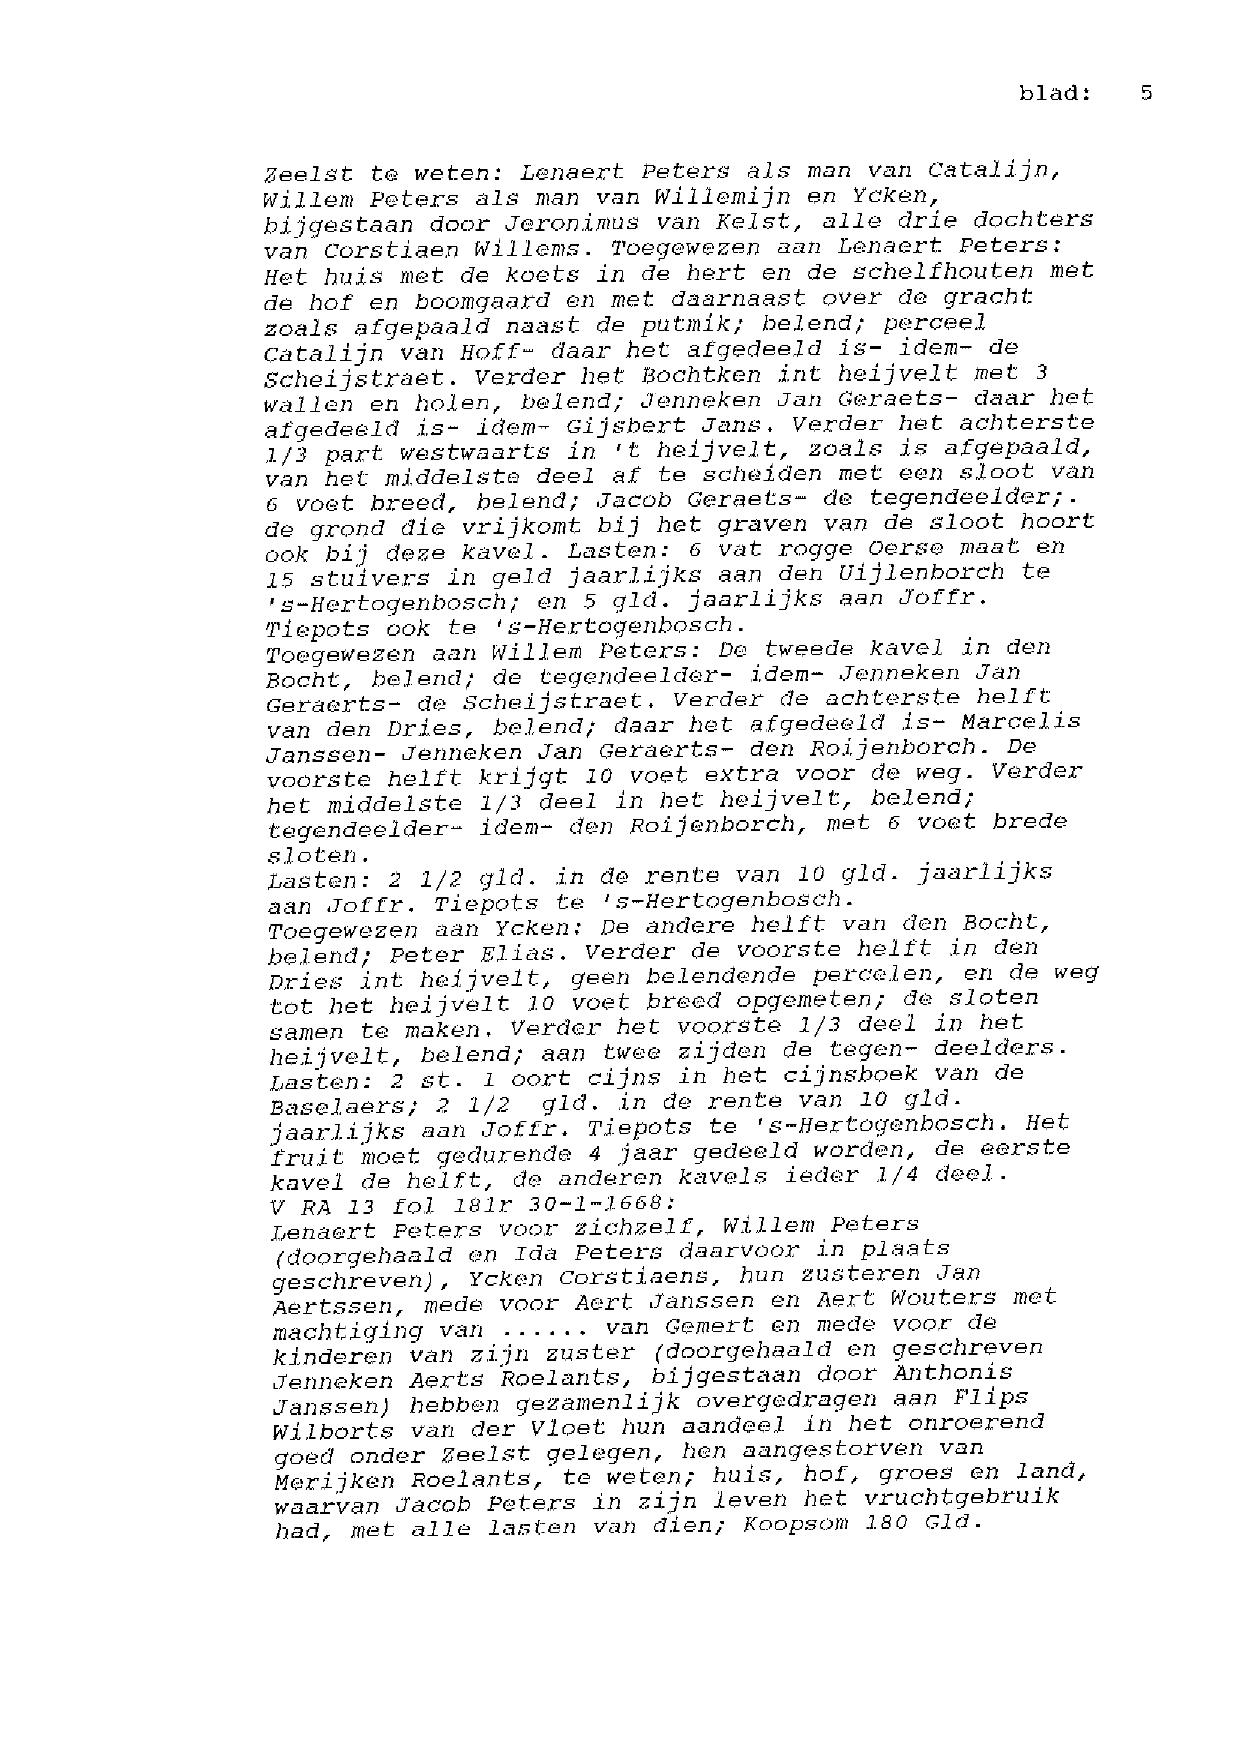 blad: 5
Zeelst te weten: Lenaert Peters als man van Catalijn,
Willem Peters als man van Willemijn en Ycken,
bijgestaan door Jeronimus van Kelst, alle drie dochters
van Corstiaen Willems. Toegewezen aan Lenaert Peters:
Het huis met de koets in de hert en de schelfhouten met
de hof en boomgaard en met daarnaast over de gracht
zoals afgepaald naast de putmik; belend; perceel
Catalijn van Hoff- daar het afgedeeld is- idem- de
Scheijstraet. Verder het Bochtken int heijvelt met 3
wallen en holen, belend; Jenneken Jan Geraets- daar het
afgedeeld is- idem- Gijsbert Jans. Verder het achterste
1/3 part westwaarts in 't heijvelt, zoals is afgepaald,
van het middelste deel af te scheiden met een sloot van
6 voet breed, belend; Jacob Geraets- de tegendeelder;.
de grond die vrijkomt bij het graven van de sloot hoort
ook bij deze kavel. Lasten: 6 vat rogge Oerse maat en
15 stuivers in geld jaarlijks aan den Uijlenborch te
's-Hertogenbosch; en 5 gld. jaarlijks aan Joffr.
Tiepots ook te 's-Hertogenbosch.
Toegewezen aan Willem Peters: De tweede kavel in den
Bocht, belend; de tegendeelder- idem- Jenneken Jan
Geraerts- de Scheijstraet. Verder de achterste helft
van den Dries, belend; daar het afgedeeld is- Marcelis
Janssen- Jenneken Jan Geraerts- den Roijenborch. De
voorste helft krijgt 10 voet extra voor de weg. Verder
het middelste 1/3 deel in het heijvelt, belend;
tegendeelder- idem- den Roijenborch, met 6 voet brede
sloten.
Lasten: 2 1/2 gld. in de rente van 10 gld. jaarlijks
aan Joffr. Tiepots te 's-Hertogenbosch.
Toegewezen aan Ycken: De andere helft van den Bocht,
belend; Peter Elias. Verder de voorste helft in den
Dries int heijvelt, geen belendende percelen, en de weg
tot het heijvelt 10 voet breed opgemeten; de sloten
samen te maken. Verder het voorste 1/3 deel in het
heijvelt, belend; aan twee zijden de tegen- deelders.
Lasten: 2 st. 1 oort cijns in het cijnsboek van de
Baselaers; 2 1/2 gld. in de rente van 10 gld.
jaarlijks aan Joffr. Tiepots te 's-Hertogenbosch. Het
fruit moet gedurende 4 jaar gedeeld worden, de eerste
kavel de helft, de anderen kavels ieder 1/4 deel.
V RA 13 fol 181r 30-1-1668:
Lenaert Peters voor zichzelf, Willem Peters
(doorgehaald en Ida Peters daarvoor in plaats
geschreven), Ycken Corstiaens, hun zusteren Jan
Aertssen, mede voor Aert Janssen en Aert Wouters met
machtiging van ...... van Gemert en mede voor de
kinderen van zijn zuster (doorgehaald en geschreven
Jenneken Aerts Roelants, bijgestaan door Anthonis
Janssen) hebben gezamenlijk overgedragen aan Flips
Wilborts van der Vloet hun aandeel in het onroerend
goed onder Zeelst gelegen, hen aangestorven van
Merijken Roelants, te weten; huis, hof, groes en land,
waarvan Jacob Peters in zijn leven het vruchtgebruik
had, met alle lasten van dien; Koopsom 180 Gld.